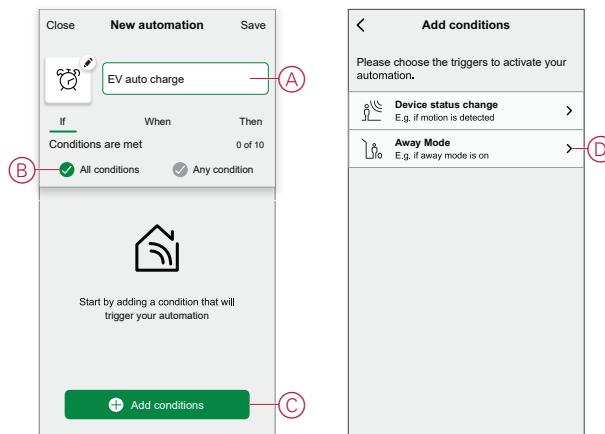 Close New automation Save
EV auto charge
A
If When Then
Conditions are met 0 of 10
B
All conditions Any condition
Start by adding a condition that will
trigger your automation
Add conditions
C
Add conditions
Please choose the triggers to activate your
automation.
Device status change
E.g. if motion is detected
Away Mode
E.g. if away mode is on
D